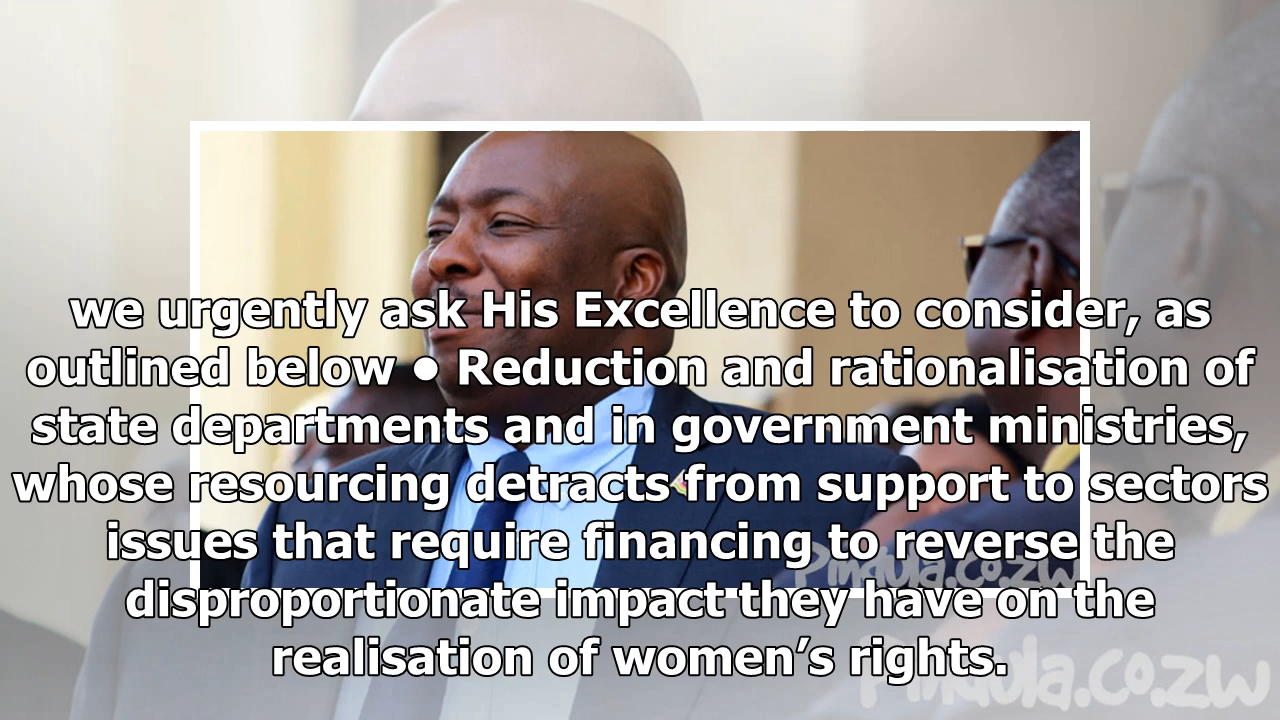 we urgently ask His Excellence to consider, as
outlined below ● Reduction and rationalisation of
state departments and in government ministries,
whose resourcing detracts from support to sectors
issues that require financing to reverse the
disproportionate impact they have on the
realisation of women’s rights.
Pindula.co.zw
Pindula.co.zw